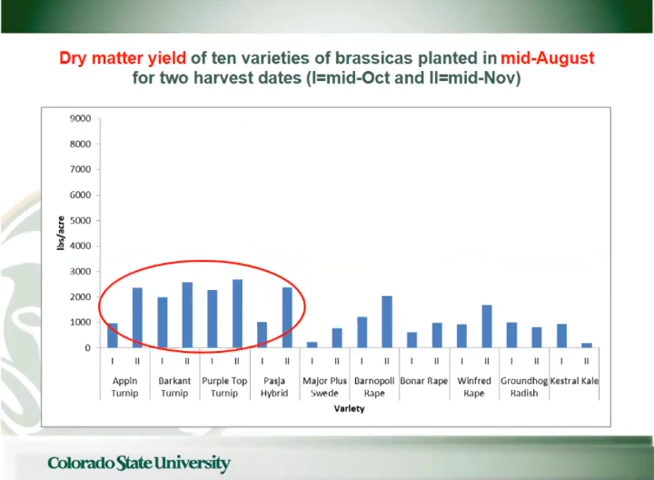 Dry matter yield of ten varieties of brassicas planted in mid-August
for two harvest dates (I=mid-Oct and II=mid-Nov)
9000
8000
7000
6000
5000
4000
3000
2000
1000
0
lbs/acre
I II I II I II I II I II I II I II I II I II I II
Appin Barkant Purple Top Pasja Major Plus Barnopoli Bonar Rape Winfred Groundhog Kestral Kale
Turnip Turnip Turnip Hybrid Swede Rape Rape Radish
Variety
Colorado State University